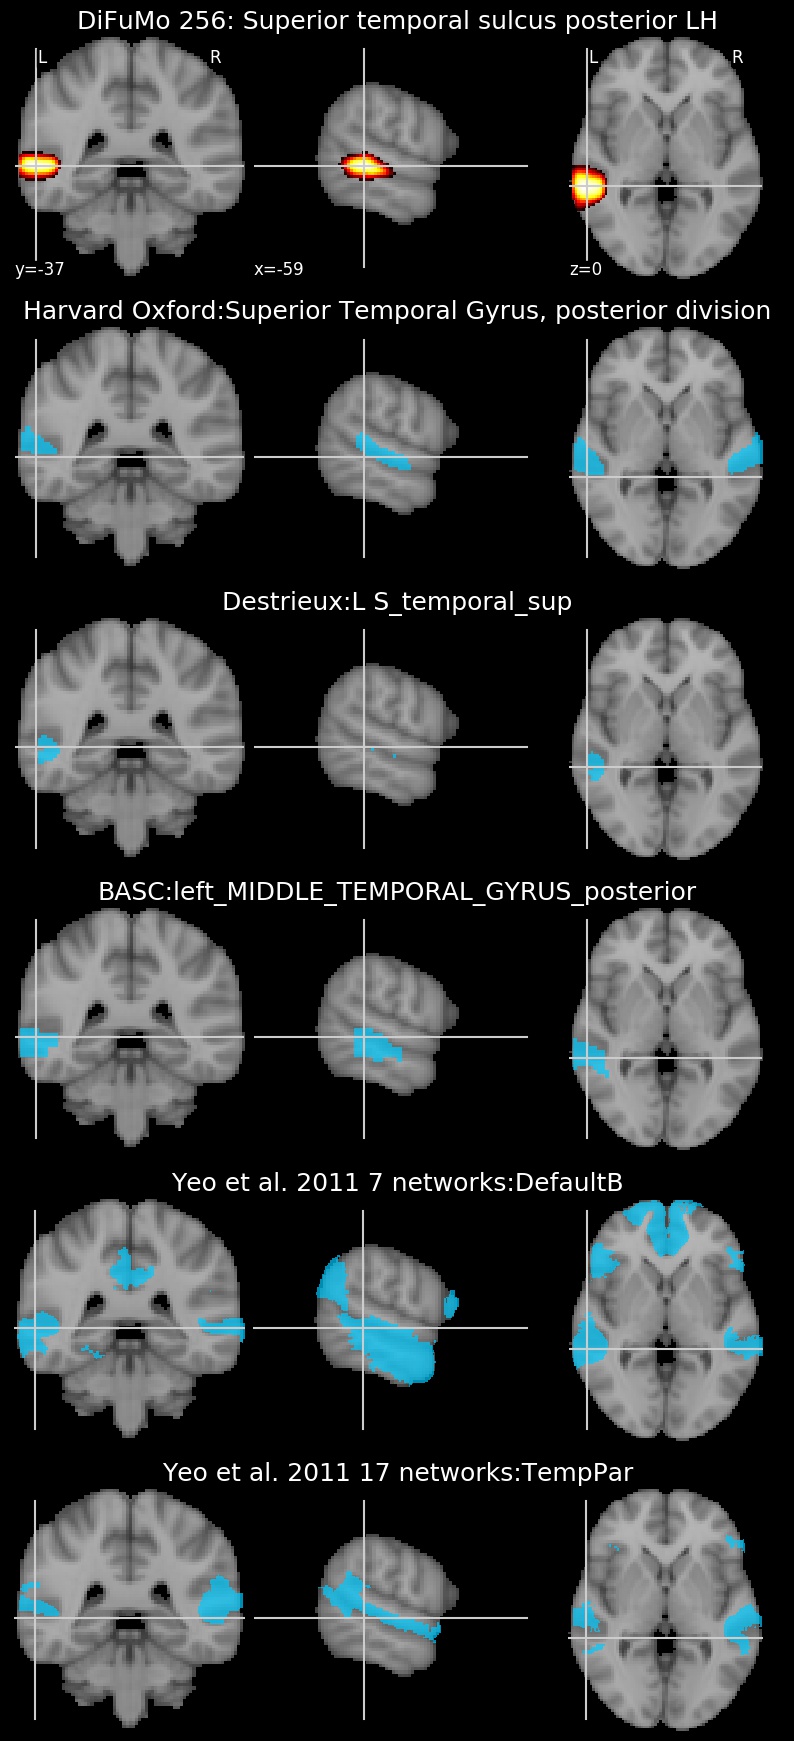 DiFuMo 256: Superior temporal sulcus posterior LH
L R L R
y=-37 x=-59 z=0
Harvard Oxford:Superior Temporal Gyrus, posterior division
Destrieux:L S_temporal_sup
BASC:left_MIDDLE_TEMPORAL_GYRUS_posterior
Yeo et al. 2011 7 networks:DefaultB
Yeo et al. 2011 17 networks:TempPar